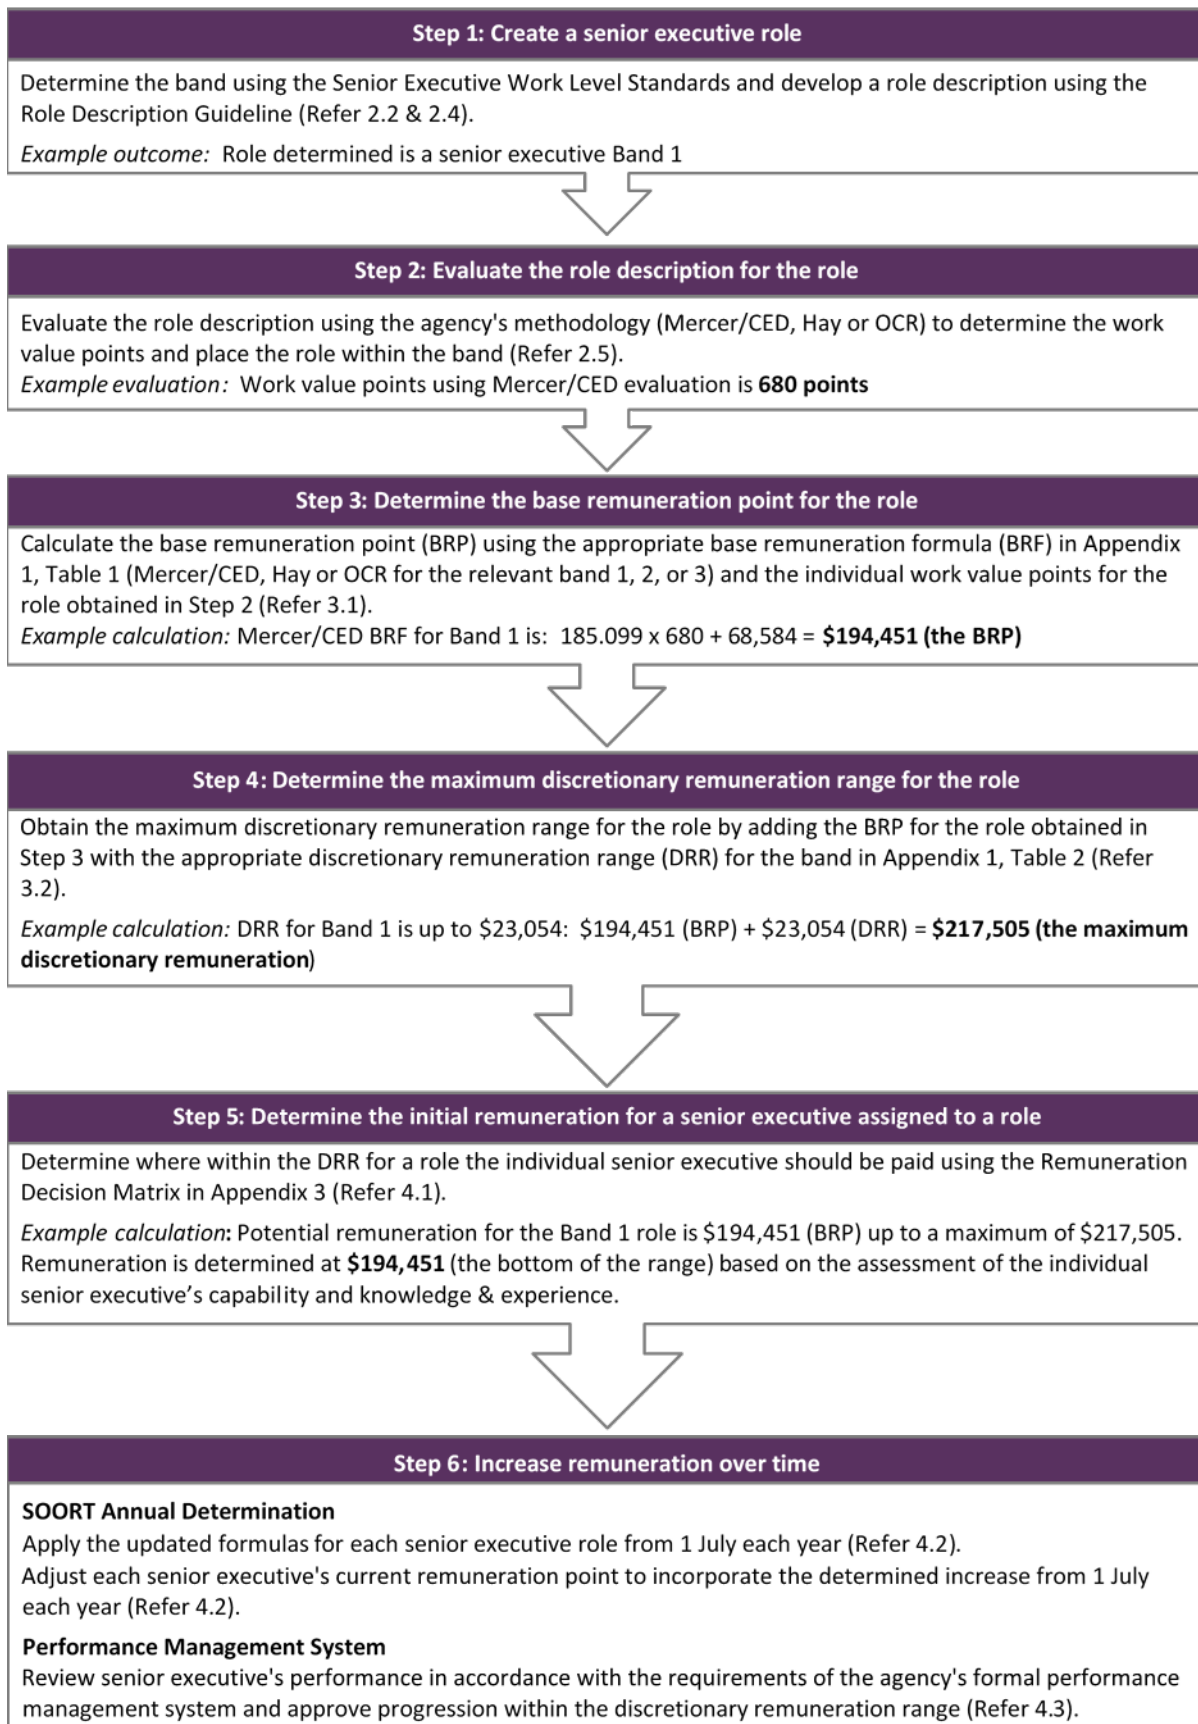 Step 1: Create a senior executive role
Determine the band using the Senior Executive Work Level Standards and develop a role description using the
Role Description Guideline (Refer 2.2 & 2.4).
Example outcome: Role determined is a senior executive Band 1
Step 2: Evaluate the role description for the role
Evaluate the role description using the agency's methodology (Mercer/CED, Hay or OCR) to determine the work
value points and place the role within the band (Refer 2.5).
Example evaluation: Work value points using Mercer/CED evaluation is 680 points
Step 3: Determine the base remuneration point for the role
Calculate the base remuneration point (BRP) using the appropriate base remuneration formula (BRF) in Appendix
1, Table 1 (Mercer/CED, Hay or OCR for the relevant band 1, 2, or 3) and the individual work value points for the
role obtained in Step 2 (Refer 3.1).
Example calculation: Mercer/CED BRF for Band 1 is: 185.099 x 680 + 68,584 = $194,451 (the BRP)
Step 4: Determine the maximum discretionary remuneration range for the role
Obtain the maximum discretionary remuneration range for the role by adding the BRP for the role obtained in
Step 3 with the appropriate discretionary remuneration range (DRR) for the band in Appendix 1, Table 2 (Refer
3.2).
Example calculation: DRR for Band 1 is up to $23,054: $194,451 (BRP) + $23,054 (DRR) = $217,505 (the maximum
discretionary remuneration)
Step 5: Determine the initial remuneration for a senior executive assigned to a role
Determine where within the DRR for a role the individual senior executive should be paid using the Remuneration
Decision Matrix in Appendix 3 (Refer 4.1).
Example calculation: Potential remuneration for the Band 1 role is $194,451 (BRP) up to a maximum of $217,505.
Remuneration is determined at $194,451 (the bottom of the range) based on the assessment of the individual
senior executive’s capability and knowledge & experience.
Step 6: Increase remuneration over time
SOORT Annual Determination
Apply the updated formulas for each senior executive role from 1 July each year (Refer 4.2).
Adjust each senior executive's current remuneration point to incorporate the determined increase from 1 July
each year (Refer 4.2).
Performance Management System
Review senior executive's performance in accordance with the requirements of the agency's formal performance
management system and approve progression within the discretionary remuneration range (Refer 4.3).